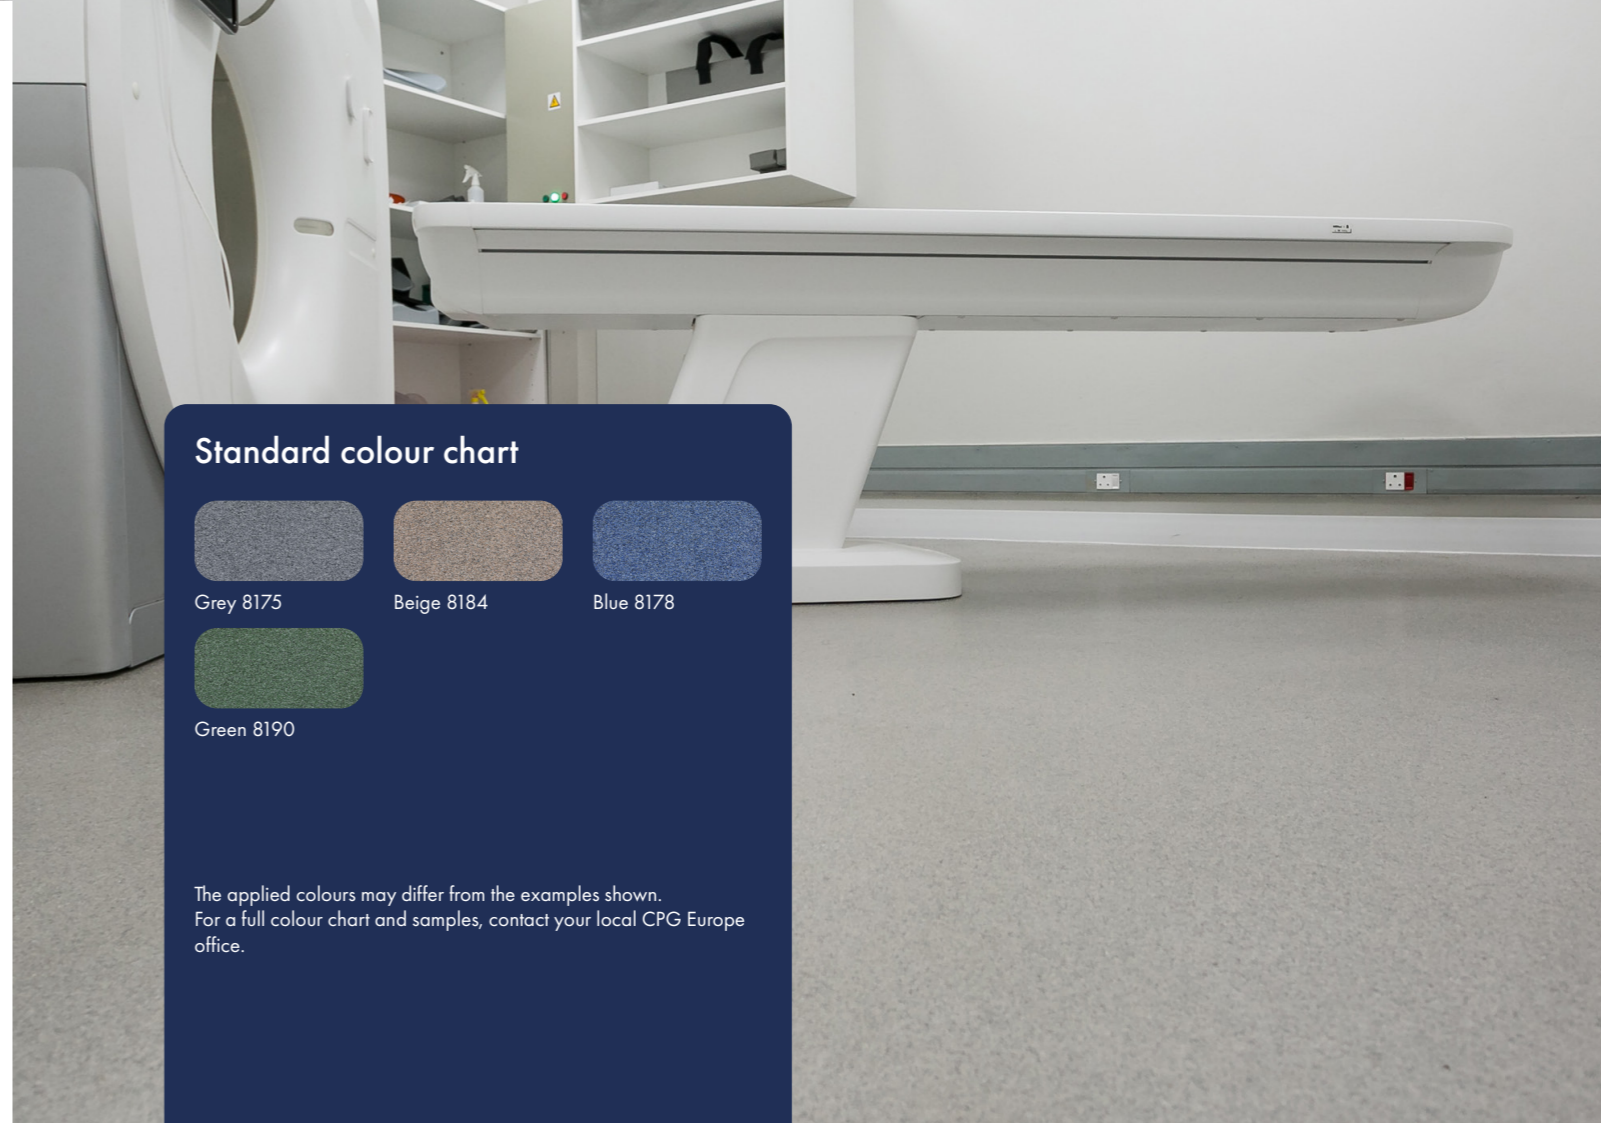 Standard colour chart
Grey 8175
Beige 8184
Blue 8178
Green 8190
The applied colours may differ from the examples shown.
For a full colour chart and samples, contact your local CPG Europe
office.